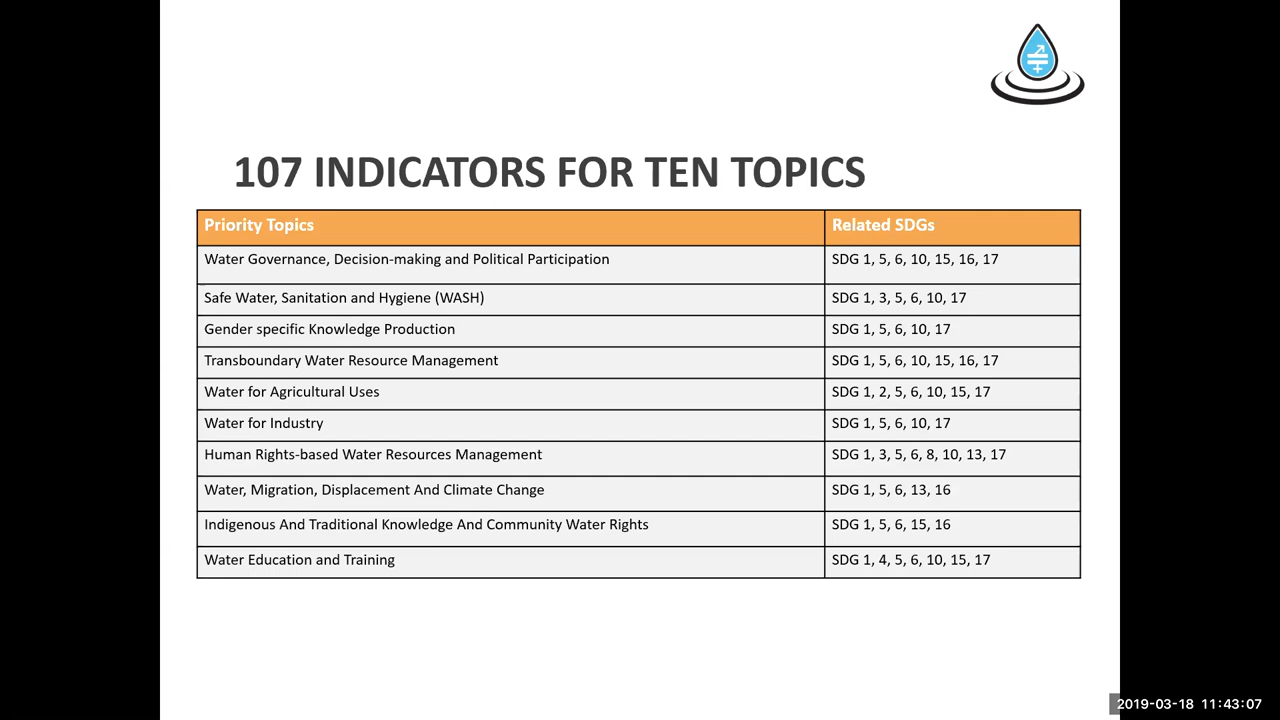 107 INDICATORS FOR TEN TOPICS
Priority Topics Related SDGs
Water Governance, Decision-making and Political Participation SDG 1, 5, 6, 10, 15, 16, 17
Safe Water, Sanitation and Hygiene (WASH) SDG 1, 3, 5, 6, 10, 17
Gender specific Knowledge Production SDG 1, 5, 6, 10, 17
Transboundary Water Resource Management SDG 1, 5, 6, 10, 15, 16, 17
Water for Agricultural Uses SDG 1, 2, 5, 6, 10, 15, 17
Water for Industry SDG 1, 5, 6, 10, 17
Human Rights-based Water Resources Management SDG 1, 3, 5, 6, 8, 10, 13, 17
Water, Migration, Displacement And Climate Change SDG 1, 5, 6, 13, 16
Indigenous And Traditional Knowledge And Community Water Rights SDG 1, 5, 6, 15, 16
Water Education and Training SDG 1, 4, 5, 6, 10, 15, 17
2019-03-18 11:43:07